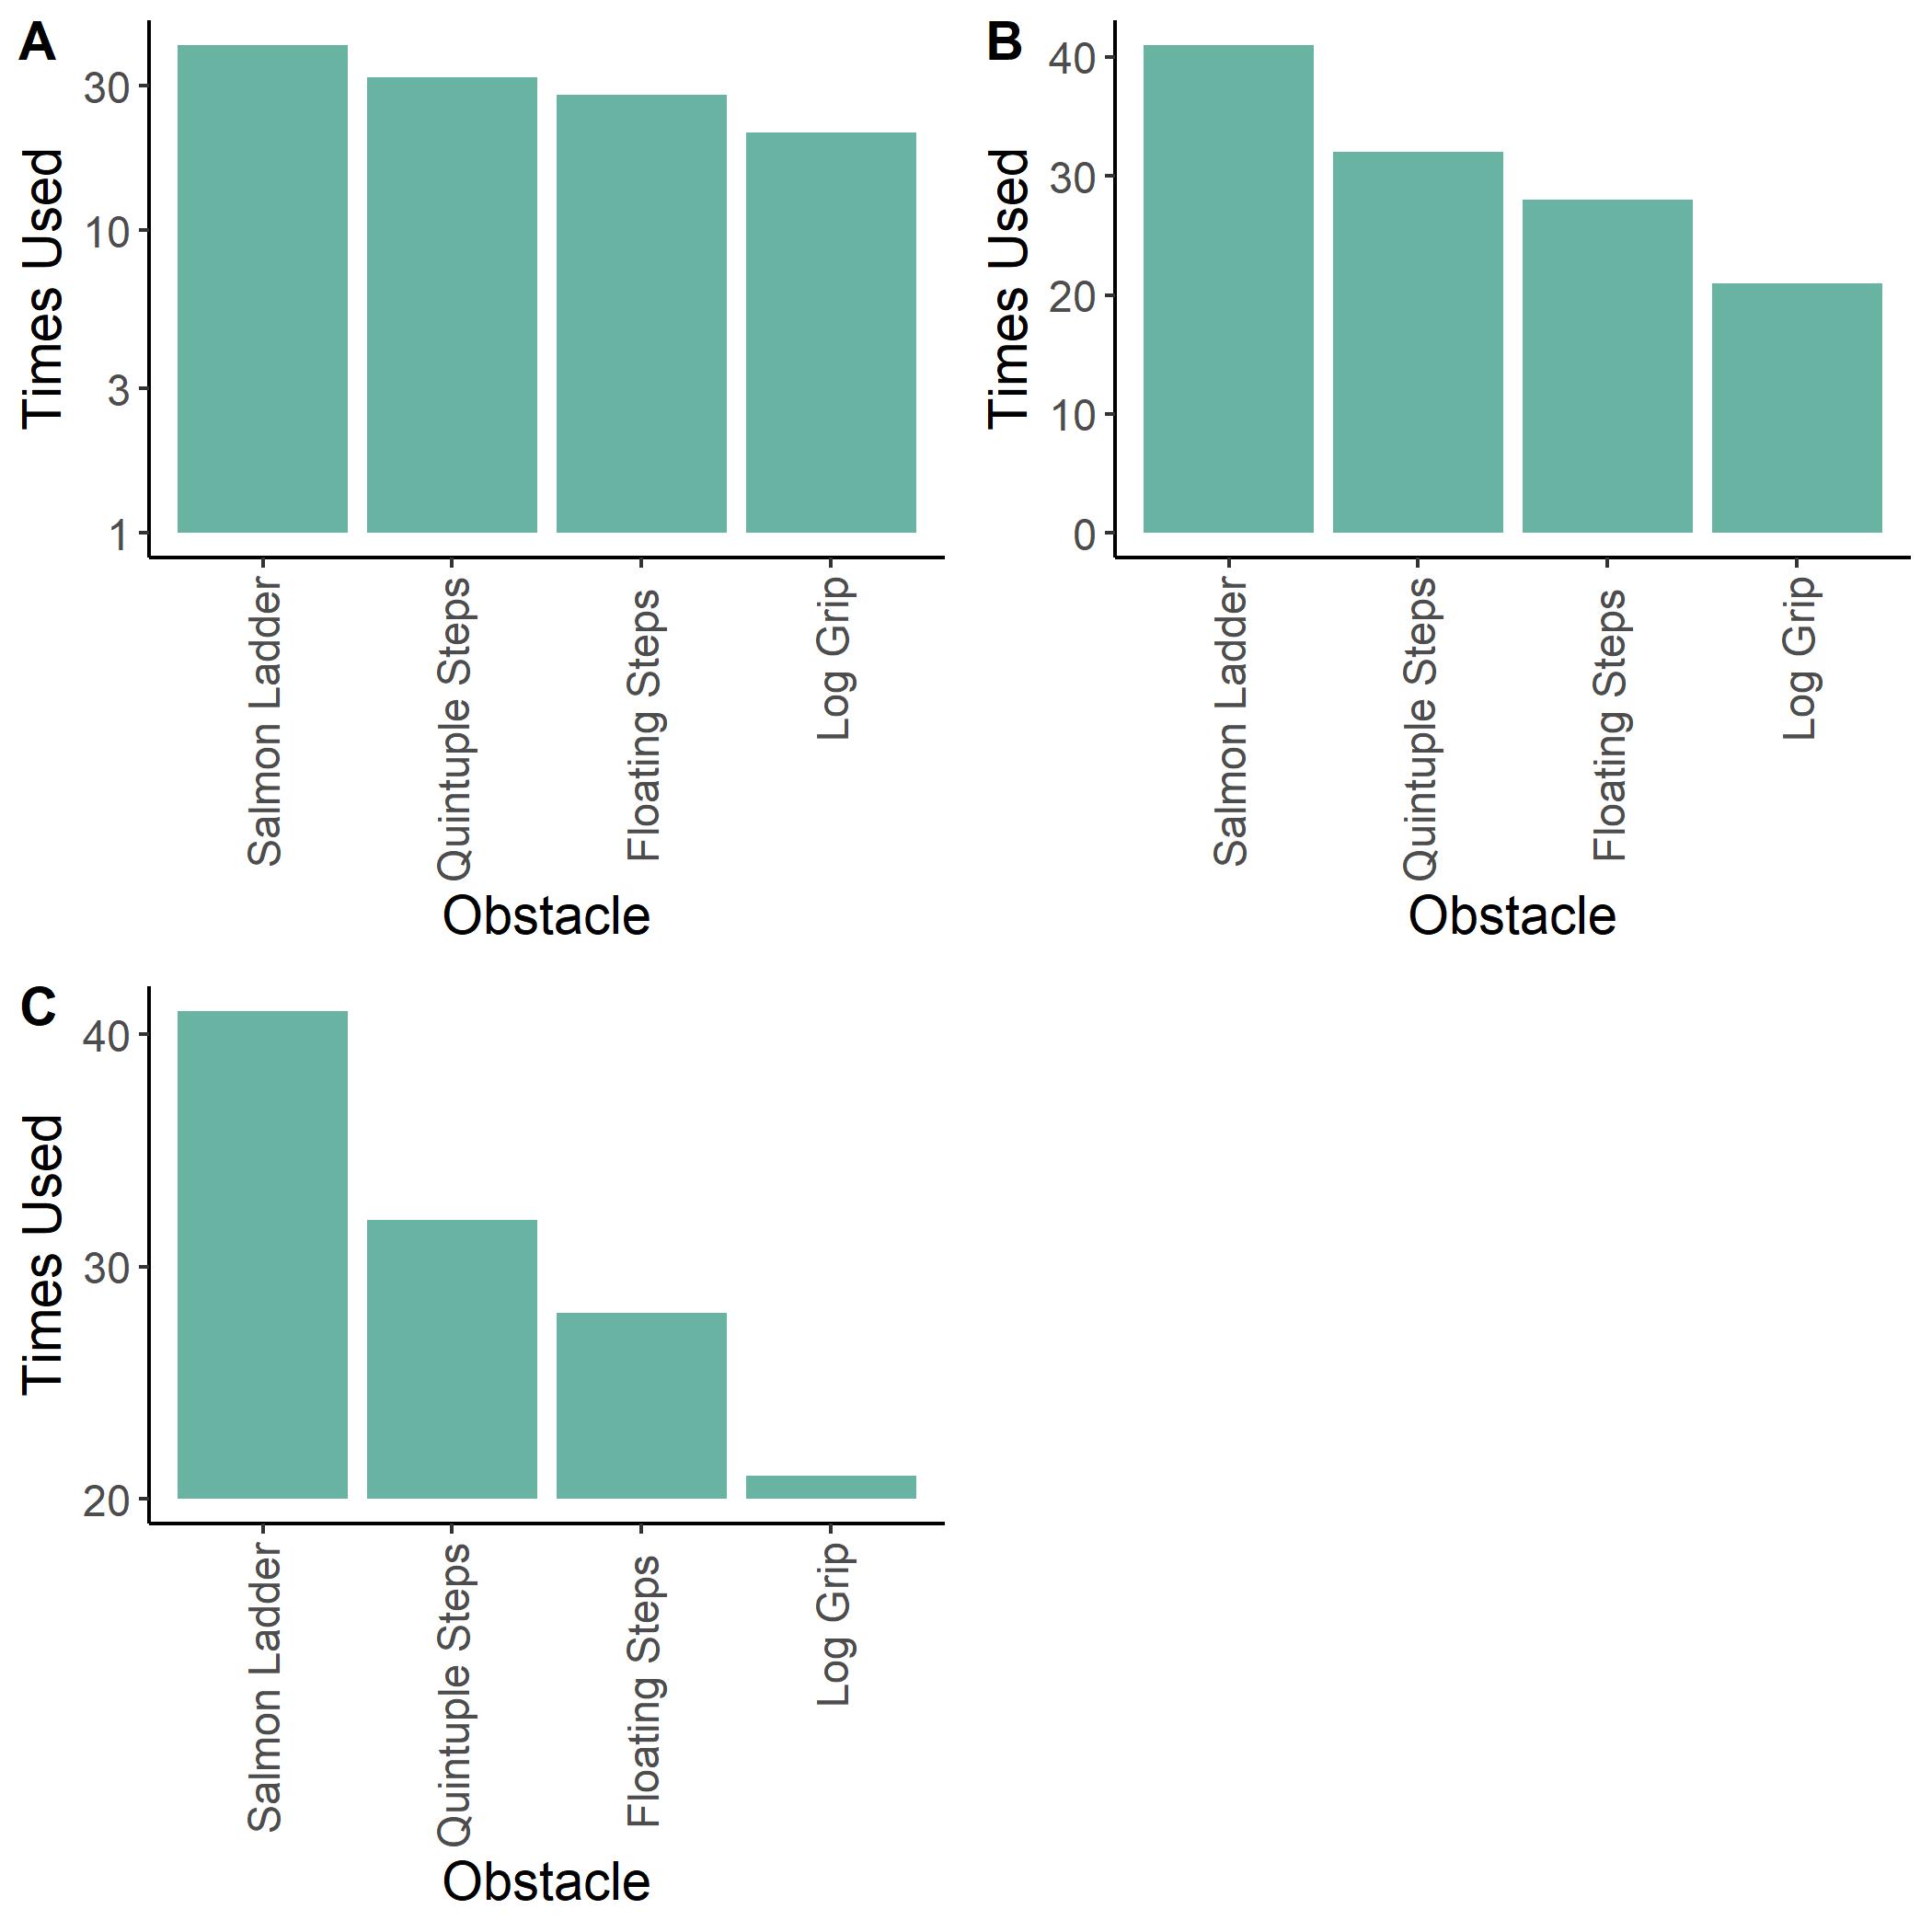 A
Times Used
30
10
3
1
Salmon Ladder
Quintuple Steps
Floating Steps
Log Grip
Obstacle
B
Times Used
40
30
20
10
0
Salmon Ladder
Quintuple Steps
Floating Steps
Log Grip
Obstacle
C
Times Used
40
30
20
Salmon Ladder
Quintuple Steps
Floating Steps
Log Grip
Obstacle